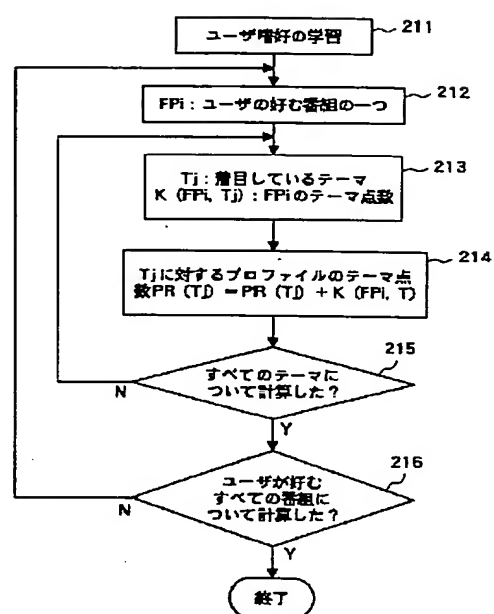 ユーザ嗜好の学習
211
FPi：ユーザの好む番組の一つ
212
213
Tj：着目しているテーマ
K (FPi, Tj)：FPiのテーマ点数
214
Tjに対するプロファイルのテーマ点
数PR (Tj) = PR (Tj) + K (FPi, T)
215
すべてのテーマに
ついて計算した？
N
Y
216
ユーザが好む
すべての番組に
ついて計算した？
N
Y
終了